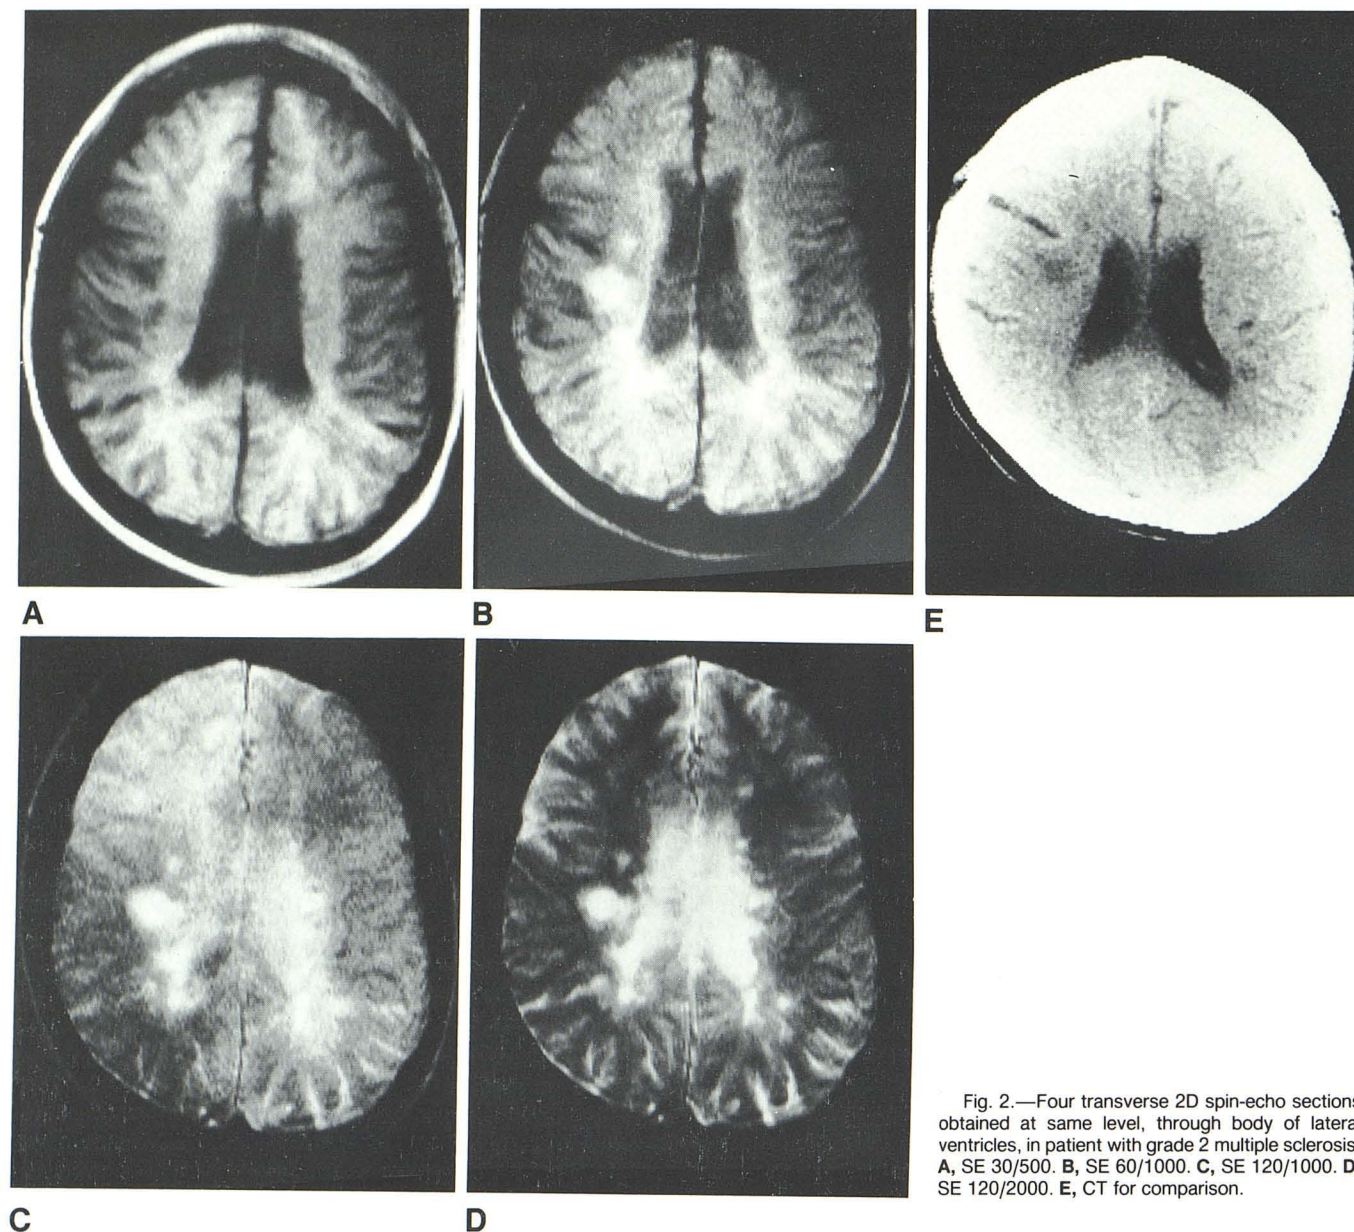 A
B
E
C
D
Fig. 2.—Four transverse 2D spin-echo sections
obtained at same level, through body of latera
ventricles, in patient with grade 2 multiple sclerosis
A, SE 30/500. B, SE 60/1000. C, SE 120/1000. D
SE 120/2000. E, CT for comparison.